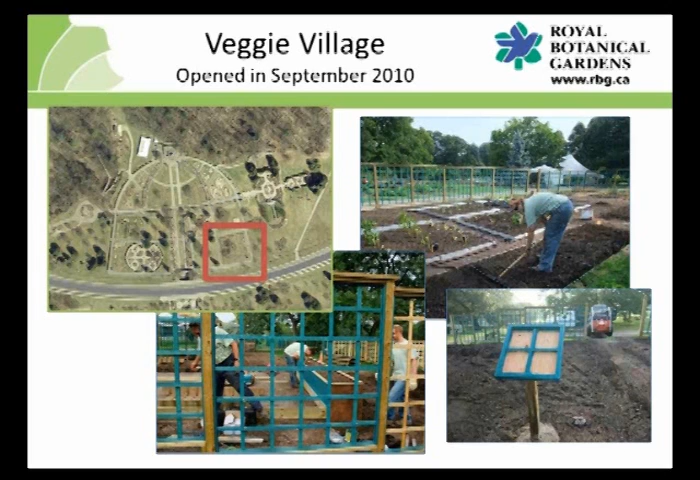 Veggie Village
Opened in September 2010
ROYAL
BOTANICAL
GARDENS
www.rbg.ca